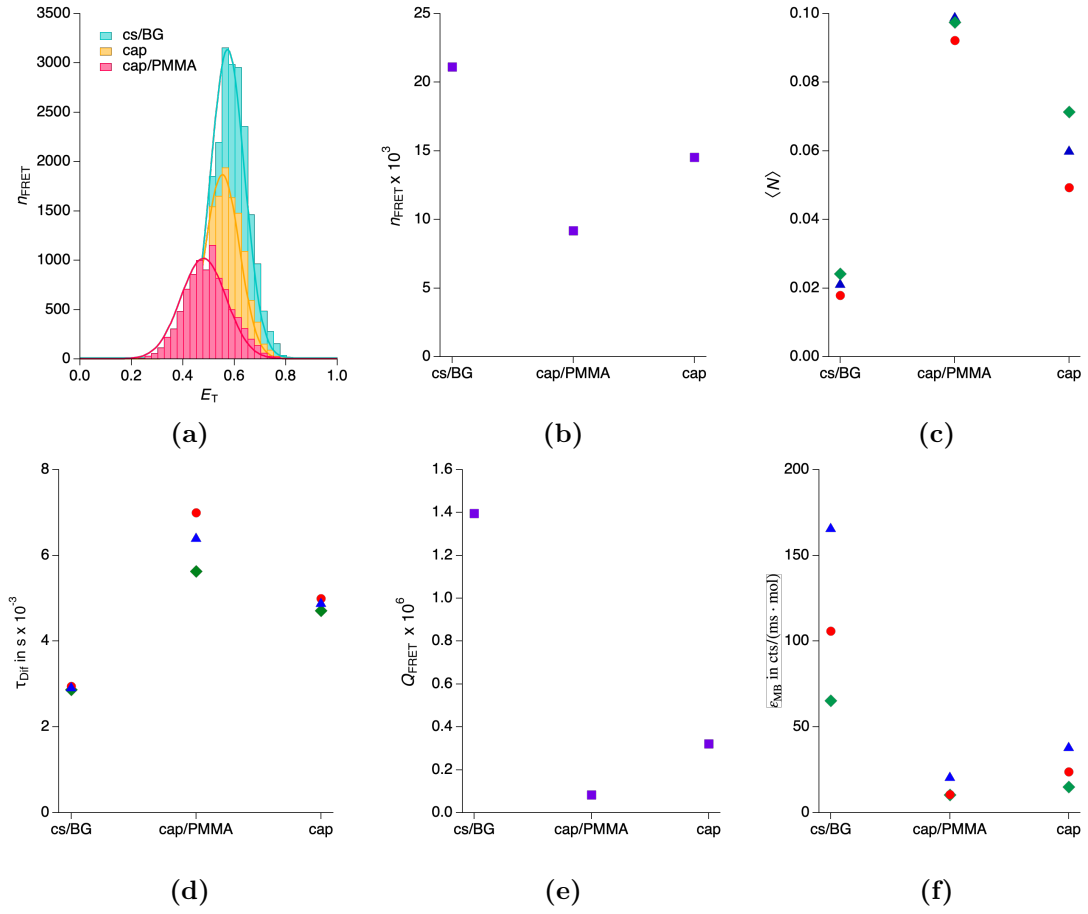 3500
3000
2500
2000
1500
1000
500
0
n_FRET
cs/BG
cap
cap/PMMA
0.0 0.2 0.4 0.6 0.8 1.0
E_T
(a)
25
20
15
10
5
0
n_FRET x 10^3
cs/BG cap/PMMA cap
(b)
0.10
0.08
0.06
0.04
0.02
0.00
⟨N⟩
cs/BG cap/PMMA cap
(c)
8
6
4
2
0
τ_Dif in s x 10^-3
cs/BG cap/PMMA cap
(d)
1.6
1.4
1.2
1.0
0.8
0.6
0.4
0.2
0.0
Q_FRET x 10^6
cs/BG cap/PMMA cap
(e)
200
150
100
50
0
ε_MB in cts/(ms · mol)
cs/BG cap/PMMA cap
(f)